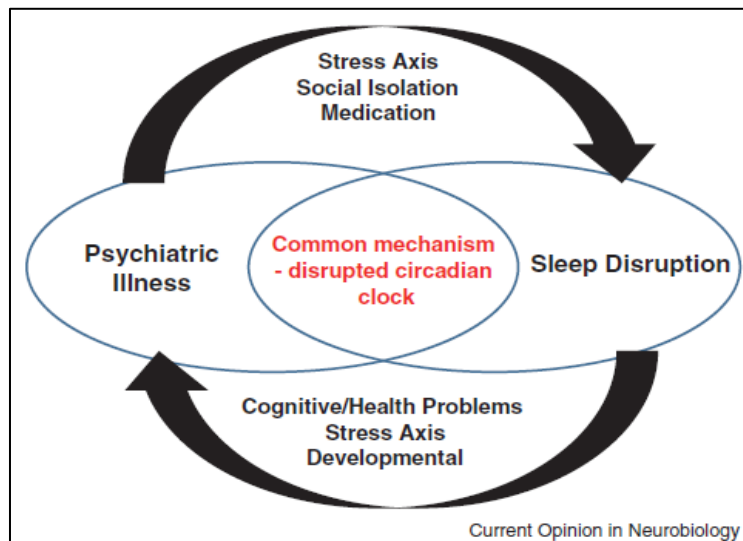 Stress Axis
Social Isolation
Medication
Psychiatric
Illness
Common mechanism
- disrupted circadian
clock
Sleep Disruption
Cognitive/Health Problems
Stress Axis
Developmental
Current Opinion in Neurobiology